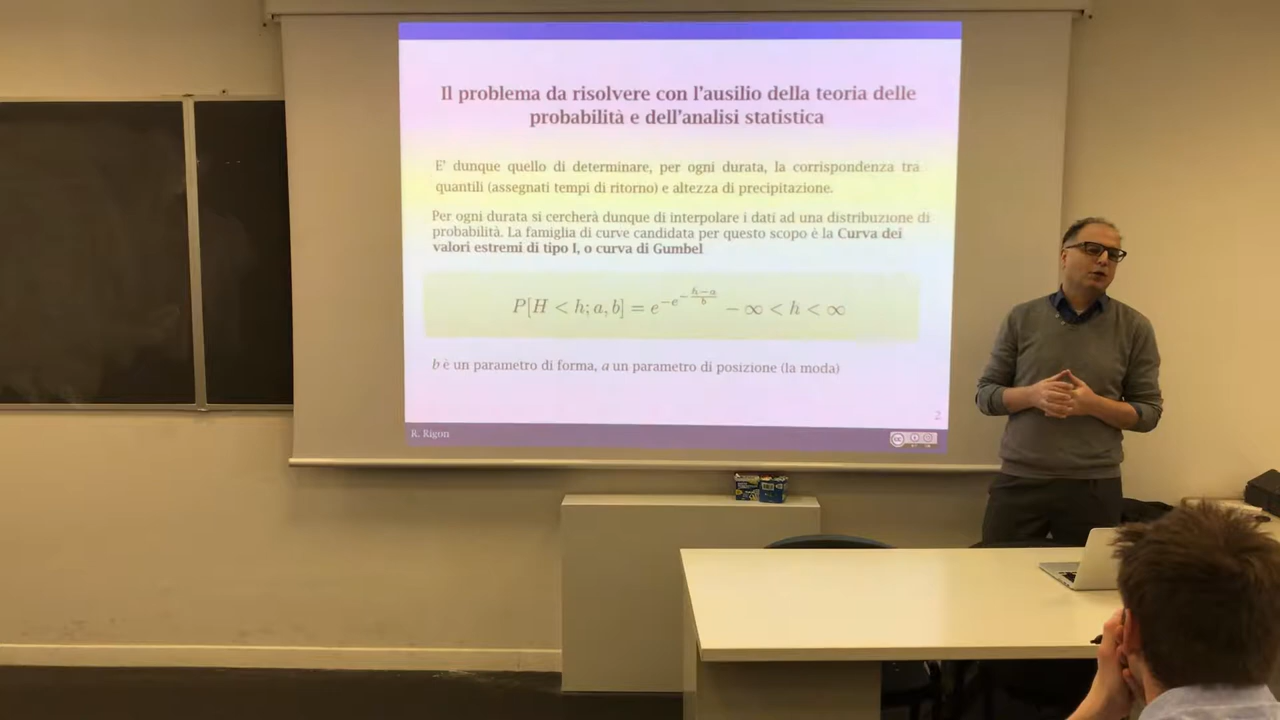 Il problema da risolvere con l'ausilio della teoria delle
probabilità e dell'analisi statistica
E' dunque quello di determinare, per ogni durata, la corrispondenza tra
quantili (assegnati tempi di ritorno) e altezza di precipitazione.
Per ogni durata si cercherà dunque di interpolare i dati ad una distribuzione di
probabilità. La famiglia di curve candidata per questo scopo è la Curva dei
valori estremi di tipo I, o curva di Gumbel
P[H < h; a, b] = e^{-e^{-\frac{h-a}{b}}} - ∞ < h < ∞
b è un parametro di forma, a un parametro di posizione (la moda)
2
R. Rigon
cc